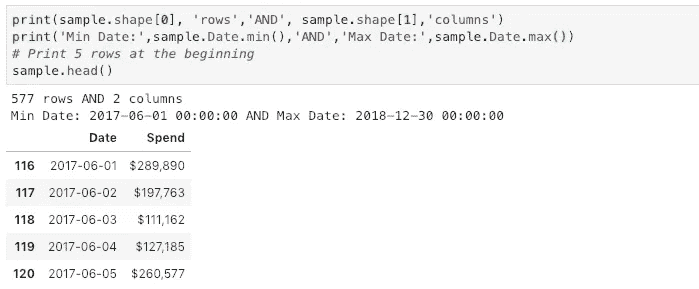 print(sample.shape[0], 'rows','AND', sample.shape[1],'columns')
print('Min Date:',sample.Date.min(),'AND','Max Date:',sample.Date.max())
# Print 5 rows at the beginning
sample.head()
577 rows AND 2 columns
Min Date: 2017-06-01 00:00:00 AND Max Date: 2018-12-30 00:00:00
Date Spend
116 2017-06-01 $289,890
117 2017-06-02 $197,763
118 2017-06-03 $111,162
119 2017-06-04 $127,185
120 2017-06-05 $260,577